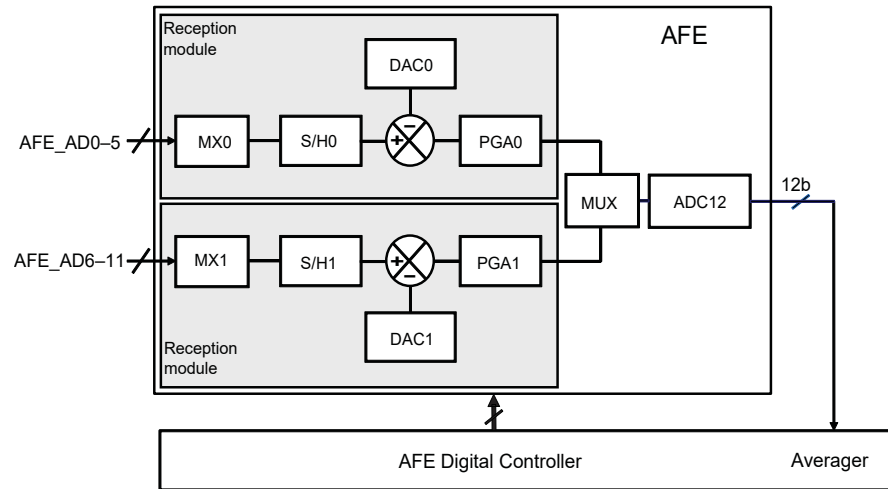 Reception
module
AFE
DAC0
AFE_AD0–5
MX0
S/H0
+
−
PGA0
MUX
ADC12
12b
AFE_AD6–11
MX1
S/H1
+
−
PGA1
DAC1
Reception
module
AFE Digital Controller
Averager